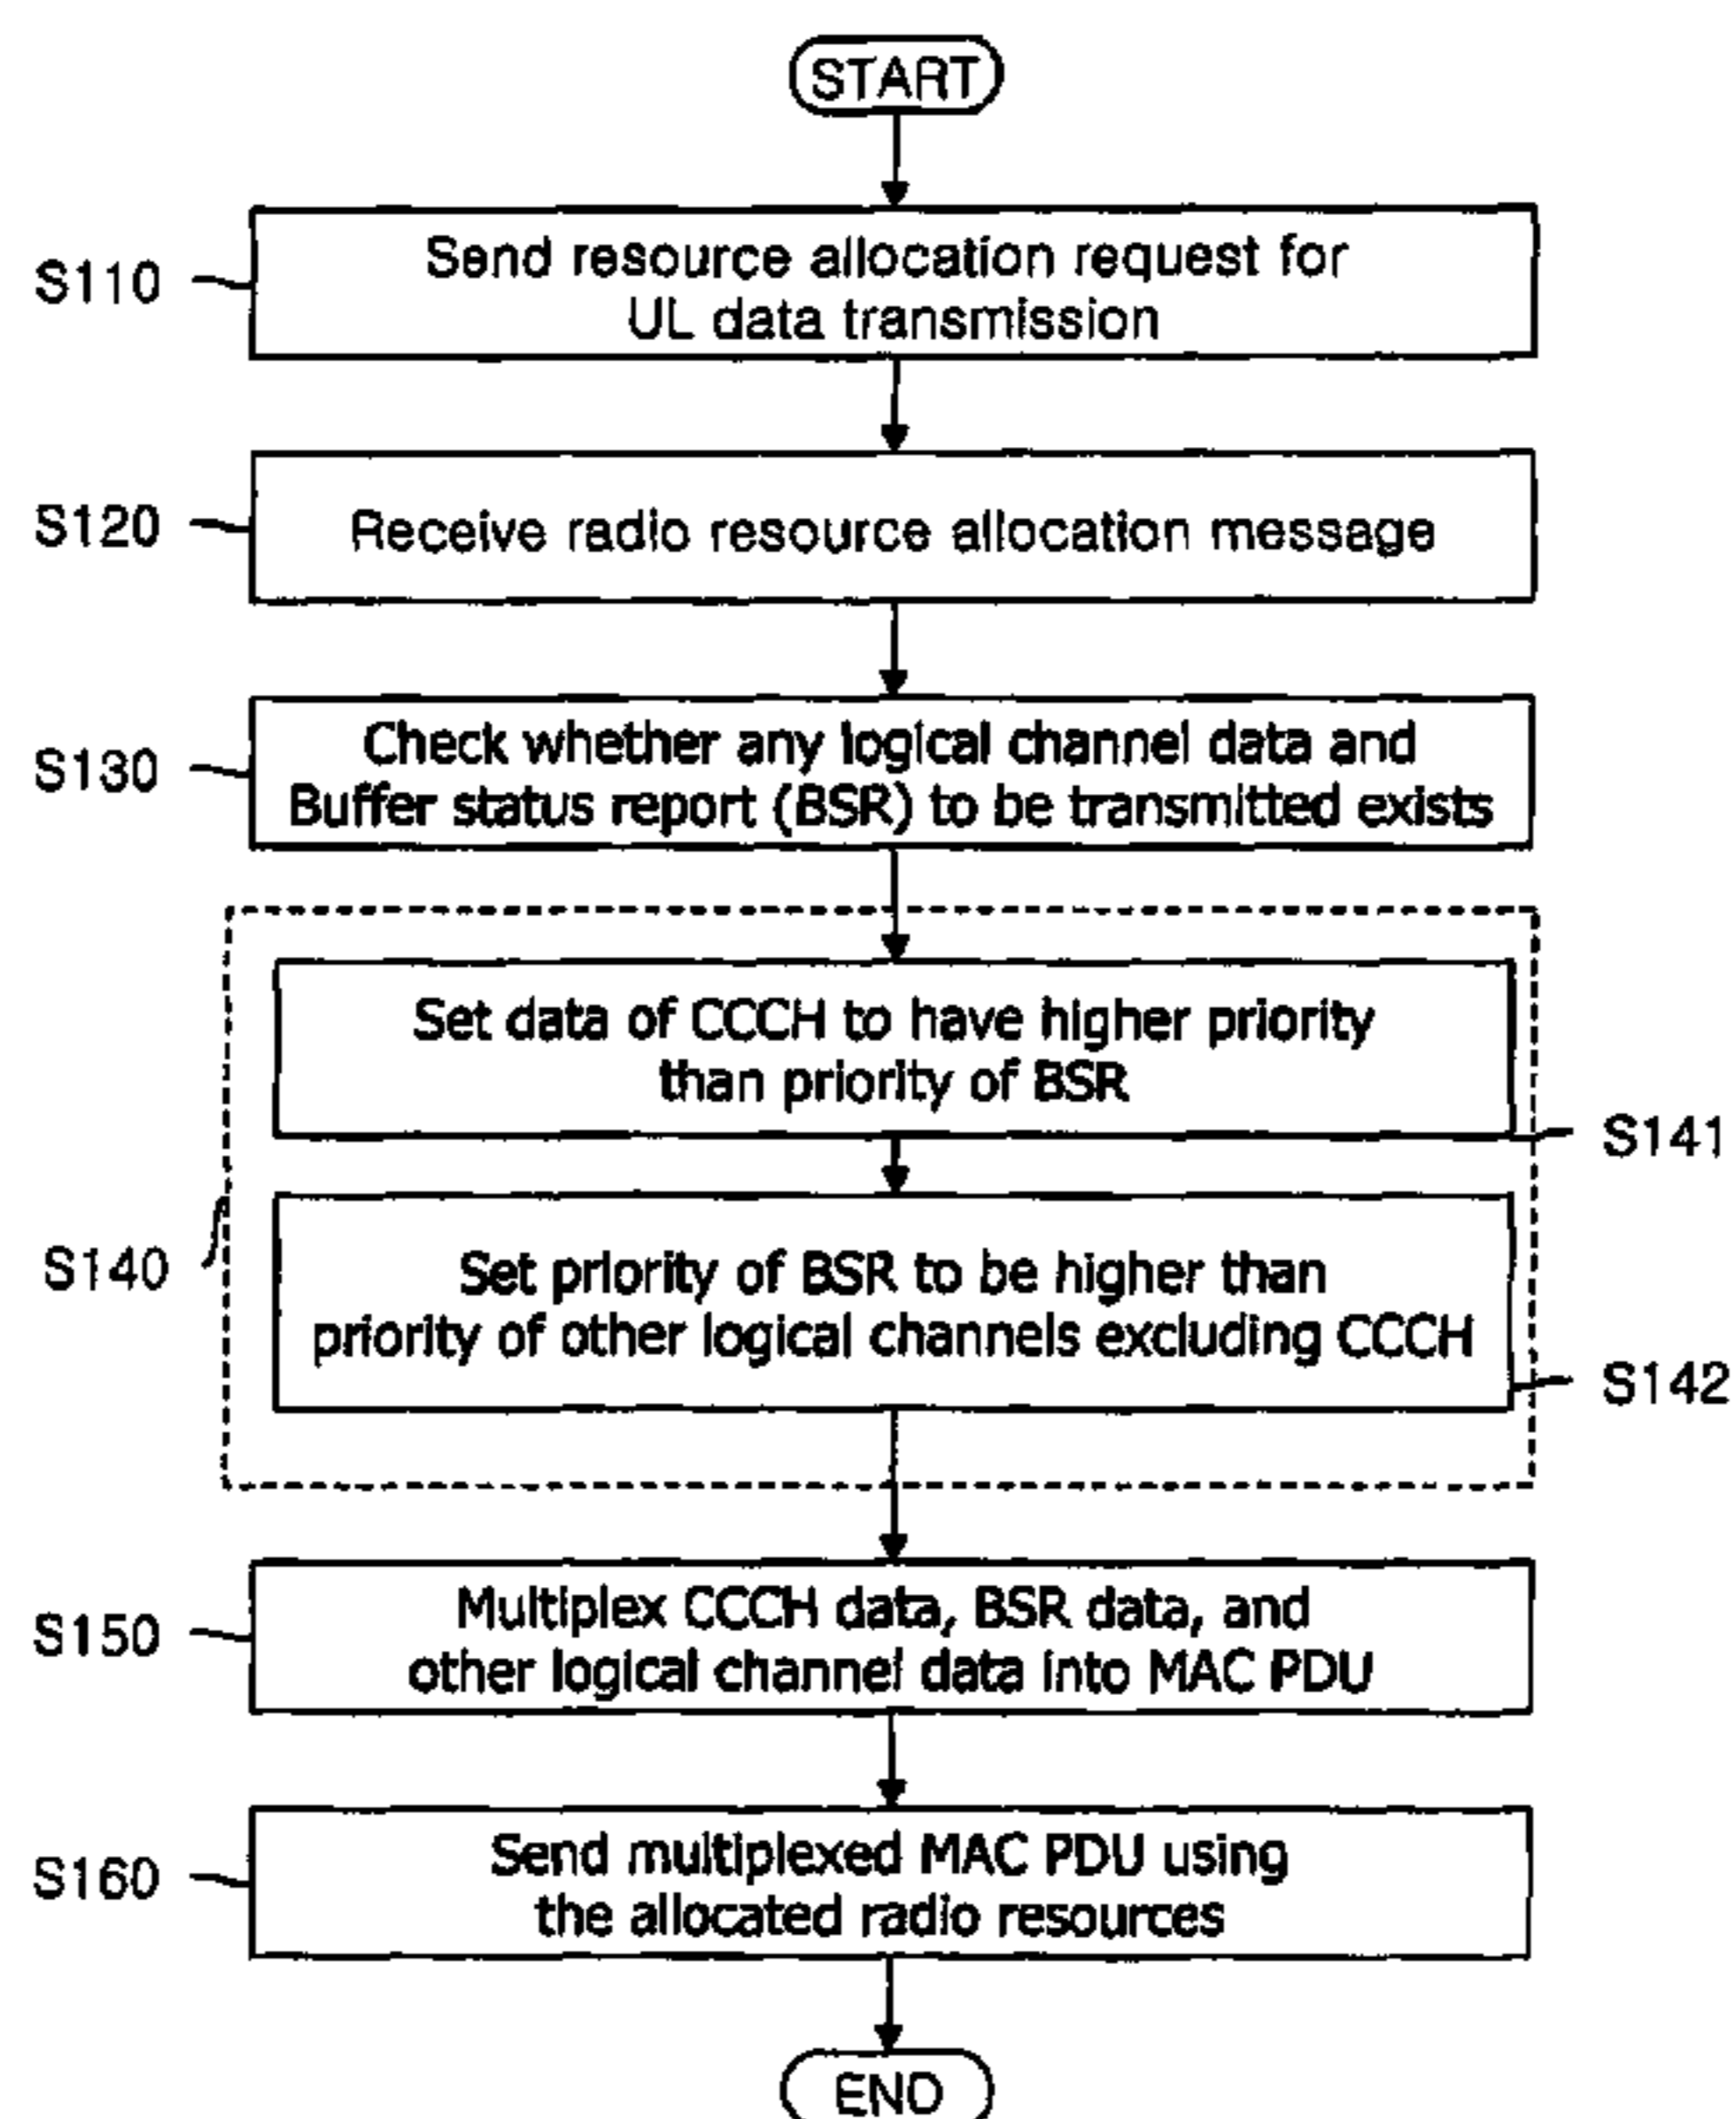 START
S110
Send resource allocation request for
UL data transmission
S120
Receive radio resource allocation message
S130
Check whether any logical channel data and
Buffer status report (BSR) to be transmitted exists
S140
Set data of CCCH to have higher priority
than priority of BSR
S141
Set priority of BSR to be higher than
priority of other logical channels excluding CCCH
S142
S150
Multiplex CCCH data, BSR data, and
other logical channel data into MAC PDU
S160
Send multiplexed MAC PDU using
the allocated radio resources
END